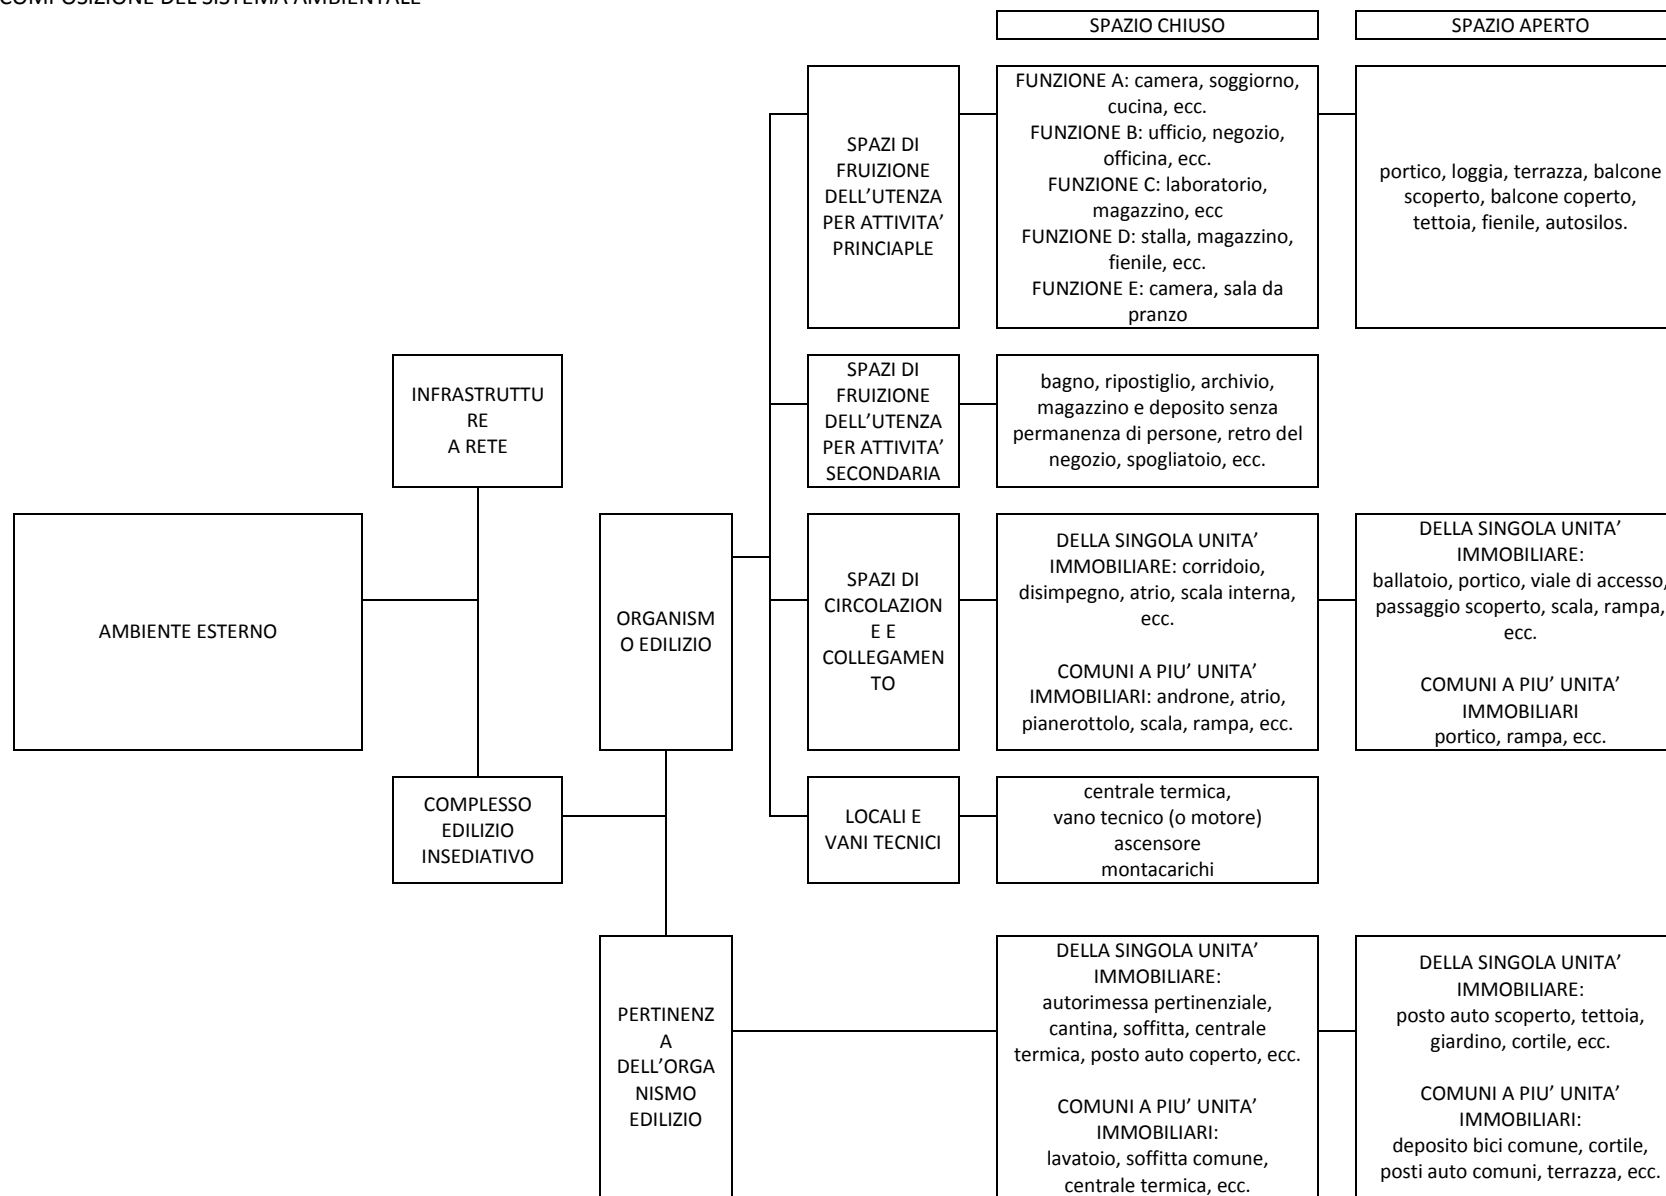 COMPOSIZIONE DEL SISTEMA AMBIENTALE
SPAZIO CHIUSO
SPAZIO APERTO
SPAZI DI
FRUIZIONE
DELL’UTENZA
PER ATTIVITA’
PRINCIAPLE
FUNZIONE A: camera, soggiorno,
cucina, ecc.
FUNZIONE B: ufficio, negozio,
officina, ecc.
FUNZIONE C: laboratorio,
magazzino, ecc
FUNZIONE D: stalla, magazzino,
fienile, ecc.
FUNZIONE E: camera, sala da
pranzo
portico, loggia, terrazza, balcone
scoperto, balcone coperto,
tettoia, fienile, autosilos.
INFRASTRUTTU
RE
A RETE
SPAZI DI
FRUIZIONE
DELL’UTENZA
PER ATTIVITA’
SECONDARIA
bagno, ripostiglio, archivio,
magazzino e deposito senza
permanenza di persone, retro del
negozio, spogliatoio, ecc.
AMBIENTE ESTERNO
ORGANISM
O EDILIZIO
SPAZI DI
CIRCOLAZION
E E
COLLEGAMEN
TO
DELLA SINGOLA UNITA’
IMMOBILIARE: corridoio,
disimpegno, atrio, scala interna,
ecc.
COMUNI A PIU’ UNITA’
IMMOBILIARI: androne, atrio,
pianerottolo, scala, rampa, ecc.
DELLA SINGOLA UNITA’
IMMOBILIARE:
ballatoio, portico, viale di accesso,
passaggio scoperto, scala, rampa,
ecc.
COMUNI A PIU’ UNITA’
IMMOBILIARI
portico, rampa, ecc.
COMPLESSO
EDILIZIO
INSEDIATIVO
LOCALI E
VANI TECNICI
centrale termica,
vano tecnico (o motore)
ascensore
montacarichi
PERTINENZ
A
DELL’ORGA
NISMO
EDILIZIO
DELLA SINGOLA UNITA’
IMMOBILIARE:
autorimessa pertinenziale,
cantina, soffitta, centrale
termica, posto auto coperto, ecc.
COMUNI A PIU’ UNITA’
IMMOBILIARI:
lavatoio, soffitta comune,
centrale termica, ecc.
DELLA SINGOLA UNITA’
IMMOBILIARE:
posto auto scoperto, tettoia,
giardino, cortile, ecc.
COMUNI A PIU’ UNITA’
IMMOBILIARI:
deposito bici comune, cortile,
posti auto comuni, terrazza, ecc.